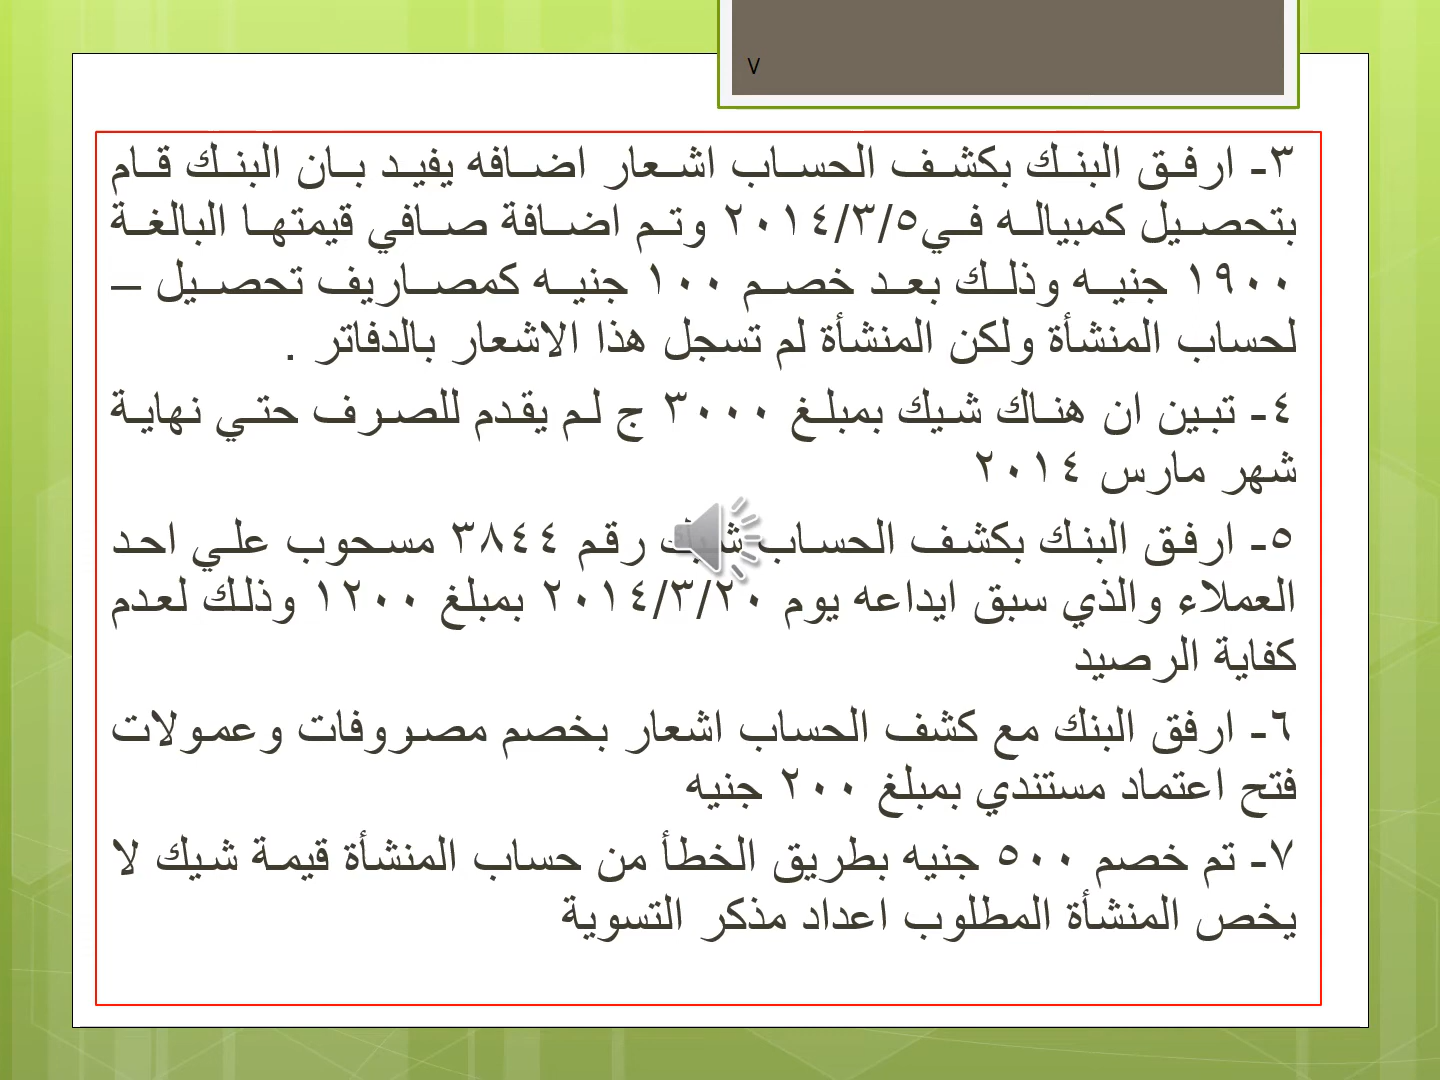 ٧
٣- ارفق البنك بكشف الحساب اشعار اضافه يفيد بان البنك قام
بتحصيل كمبياله في٢٠١٤/٣/٥ وتم اضافة صافي قيمتها البالغة
١٩٠٠ جنيه وذلك بعد خصم ١٠٠ جنيه كمصاريف تحصيل –
لحساب المنشأة ولكن المنشأة لم تسجل هذا الاشعار بالدفاتر .
٤- تبين ان هناك شيك بمبلغ ٣٠٠٠ ج لم يقدم للصرف حتي نهاية
شهر مارس ٢٠١٤
٥- ارفق البنك بكشف الحساب شيك رقم ٣٨٤٤ مسحوب علي احد
العملاء والذي سبق ايداعه يوم ٢٠١٤/٣/٢٠ بمبلغ ١٢٠٠ وذلك لعدم
كفاية الرصيد
٦- ارفق البنك مع كشف الحساب اشعار بخصم مصروفات وعمولات
فتح اعتماد مستندي بمبلغ ٢٠٠ جنيه
٧- تم خصم ٥٠٠ جنيه بطريق الخطأ من حساب المنشأة قيمة شيك لا
يخص المنشأة المطلوب اعداد مذكر التسوية